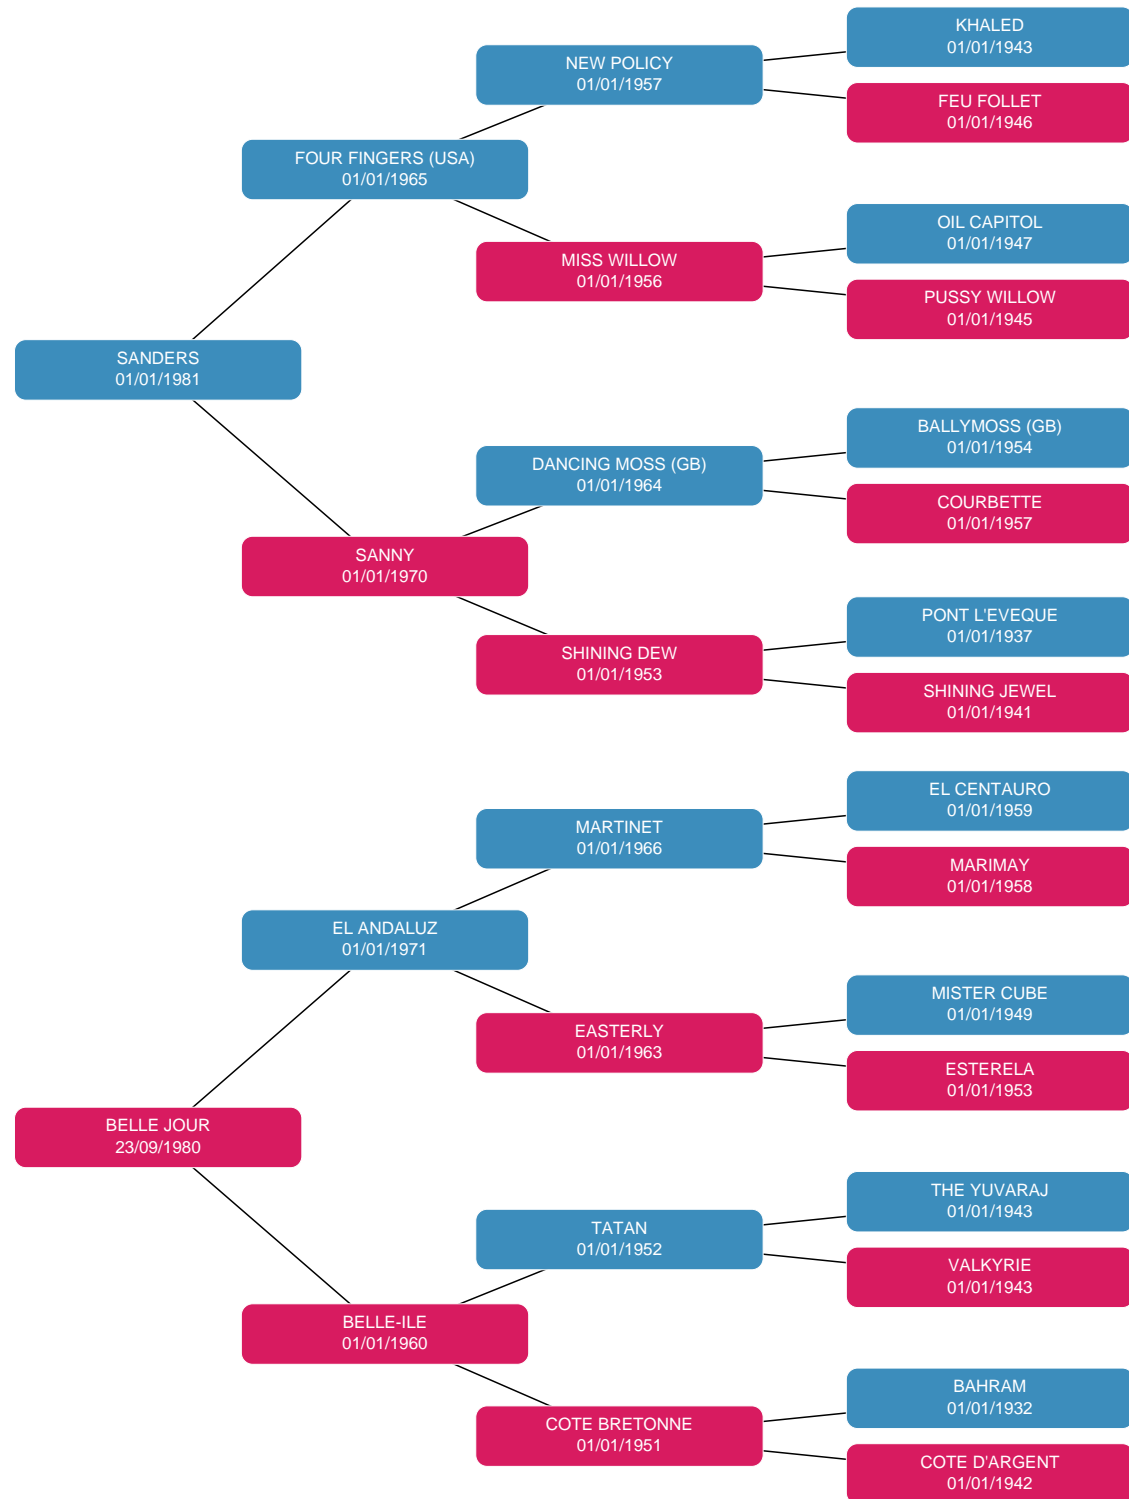 KHALED
01/01/1943
NEW POLICY
01/01/1957
FEU FOLLET
01/01/1946
FOUR FINGERS (USA)
01/01/1965
OIL CAPITOL
01/01/1947
MISS WILLOW
01/01/1956
PUSSY WILLOW
01/01/1945
SANDERS
01/01/1981
BALLYMOSS (GB)
01/01/1954
DANCING MOSS (GB)
01/01/1964
COURBETTE
01/01/1957
SANNY
01/01/1970
PONT L'EVEQUE
01/01/1937
SHINING DEW
01/01/1953
SHINING JEWEL
01/01/1941
EL CENTAURO
01/01/1959
MARTINET
01/01/1966
MARIMAY
01/01/1958
EL ANDALUZ
01/01/1971
MISTER CUBE
01/01/1949
EASTERLY
01/01/1963
ESTERELA
01/01/1953
BELLE JOUR
23/09/1980
THE YUVARAJ
01/01/1943
TATAN
01/01/1952
VALKYRIE
01/01/1943
BELLE-ILE
01/01/1960
BAHRAM
01/01/1932
COTE BRETONNE
01/01/1951
COTE D'ARGENT
01/01/1942